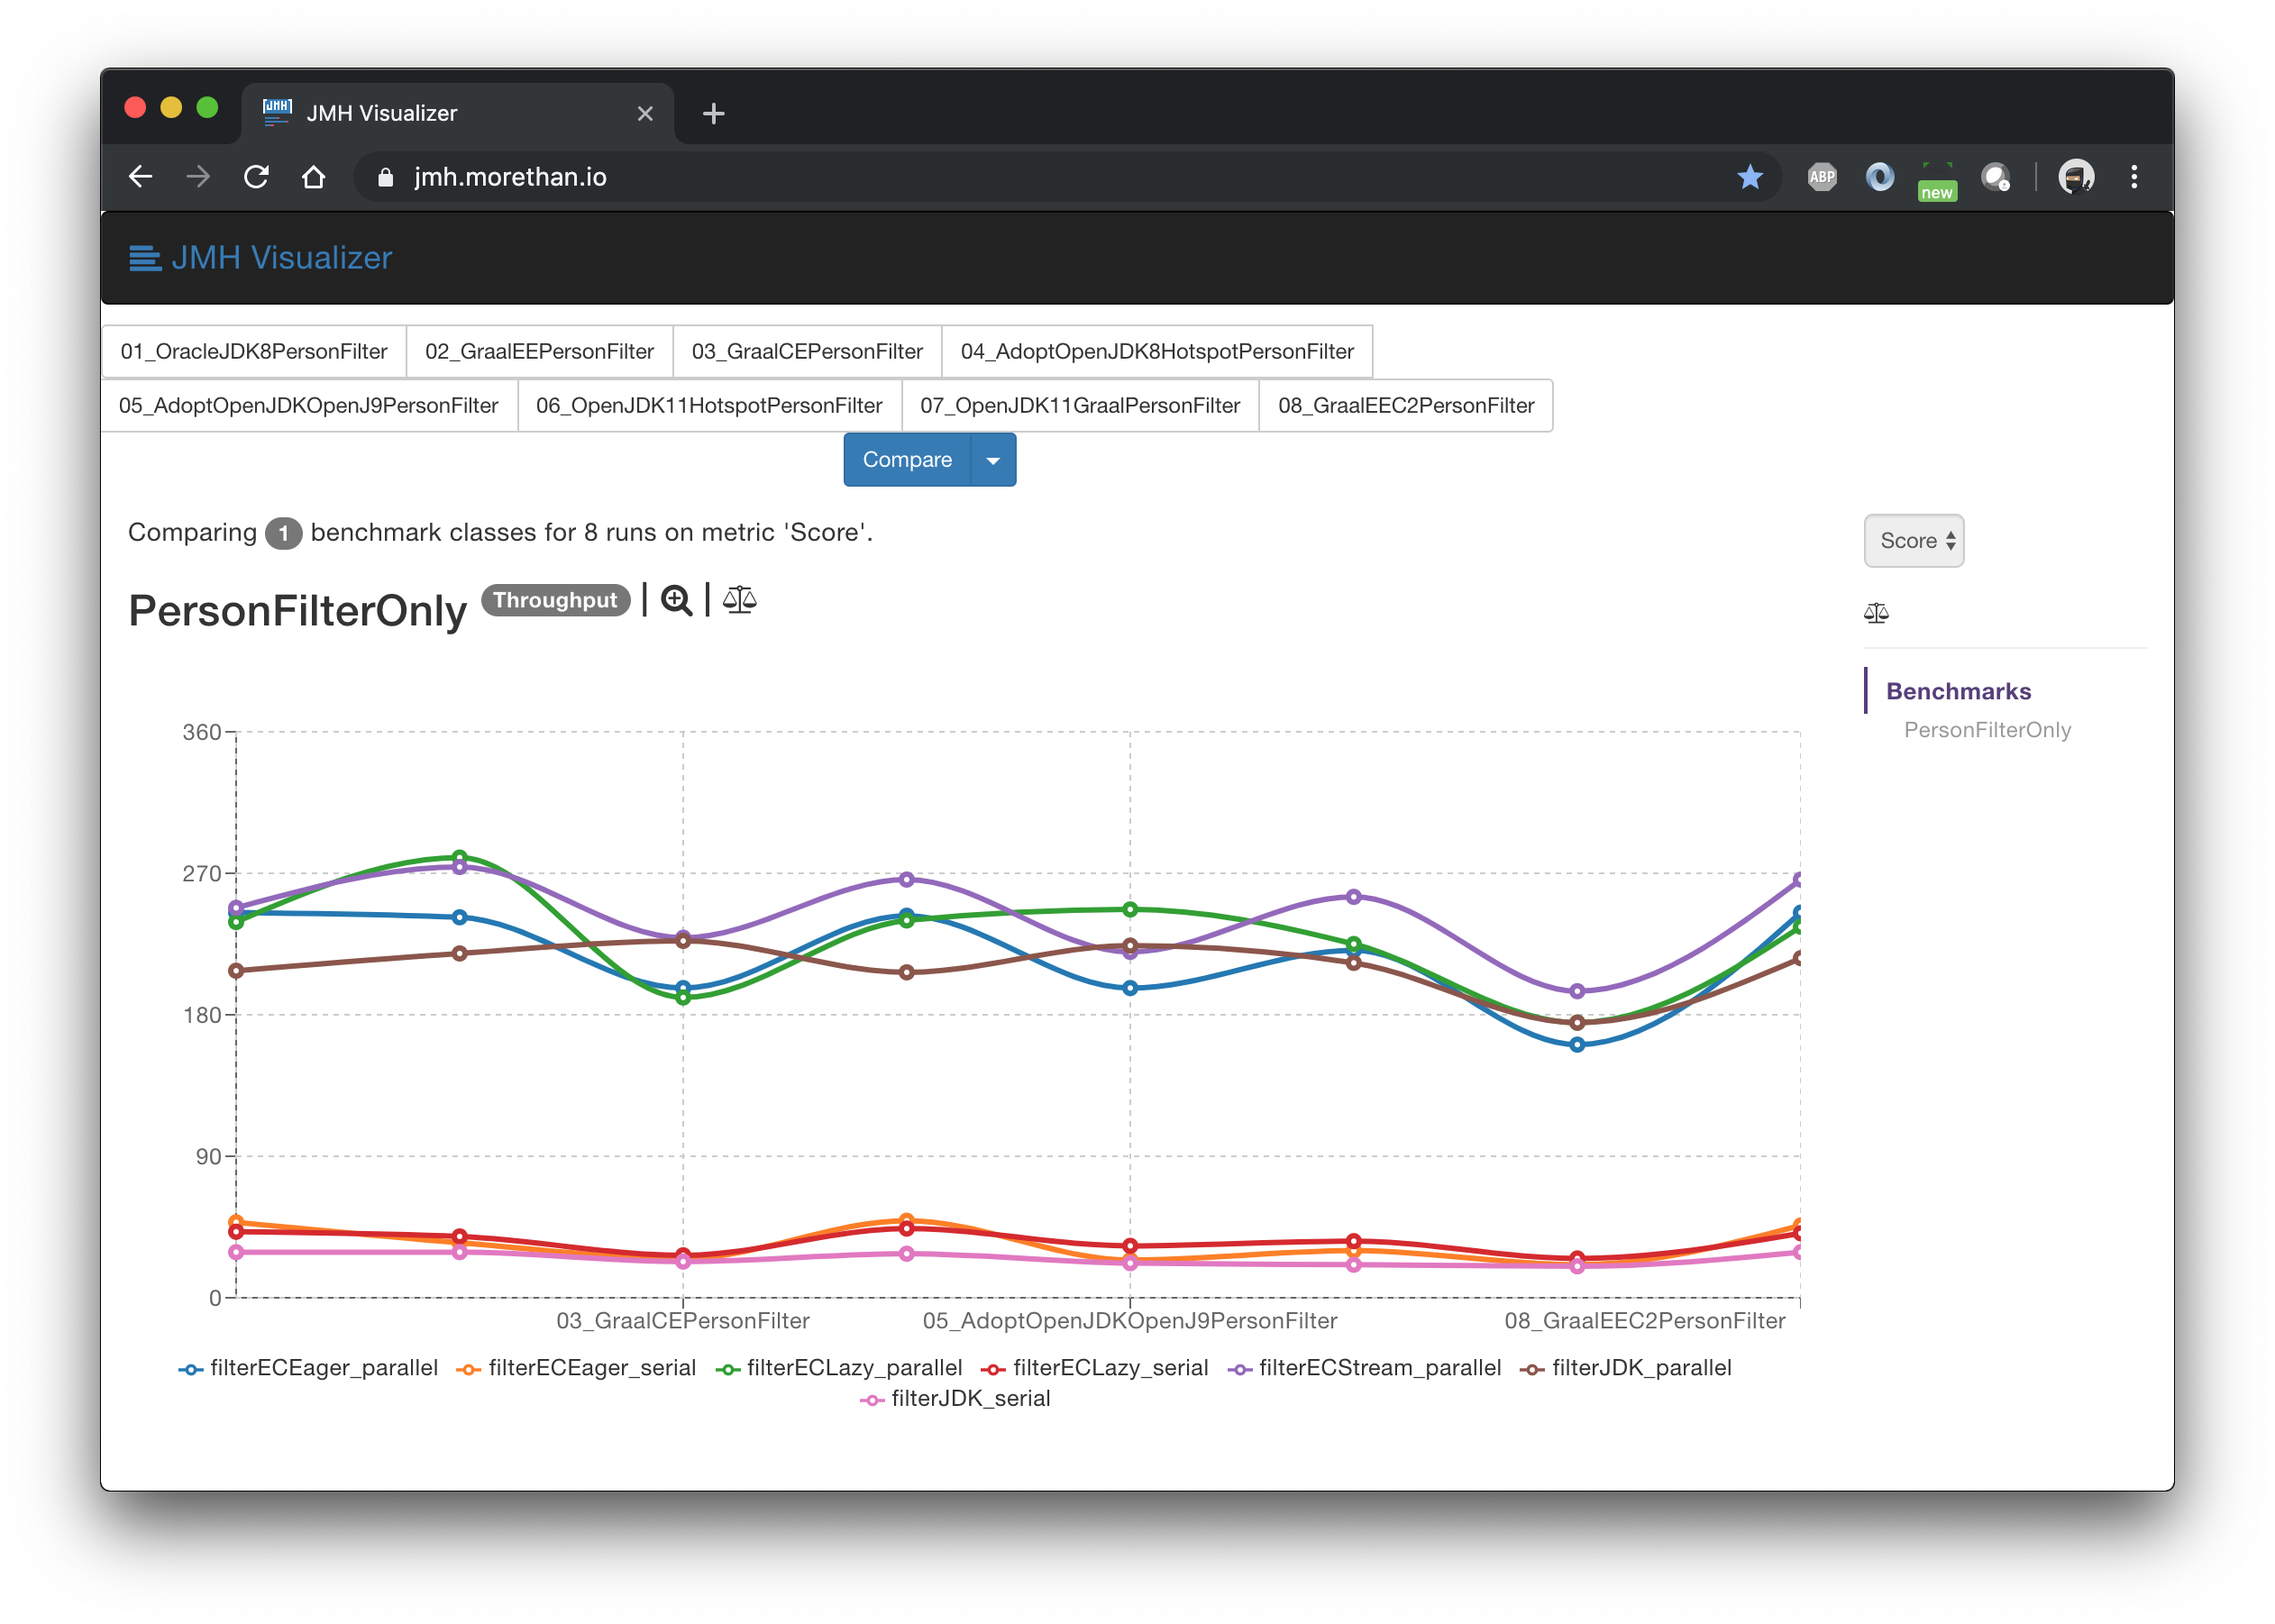 JMH
JMH Visualizer
jmh.morethan.io
ABP
new
JMH Visualizer
01_OracleJDK8PersonFilter 02_GraalEEPersonFilter 03_GraalCEPersonFilter 04_AdoptOpenJDK8HotspotPersonFilter
05_AdoptOpenJDKOpenJ9PersonFilter 06_OpenJDK11HotspotPersonFilter 07_OpenJDK11GraalPersonFilter 08_GraalEEC2PersonFilter
Compare
Comparing 1 benchmark classes for 8 runs on metric 'Score'.
Score
PersonFilterOnly Throughput
Benchmarks
PersonFilterOnly
360
270
180
90
0
03_GraalCEPersonFilter 05_AdoptOpenJDKOpenJ9PersonFilter 08_GraalEEC2PersonFilter
filterECEager_parallel filterECEager_serial filterECLazy_parallel filterECLazy_serial filterECStream_parallel filterJDK_parallel
filterJDK_serial